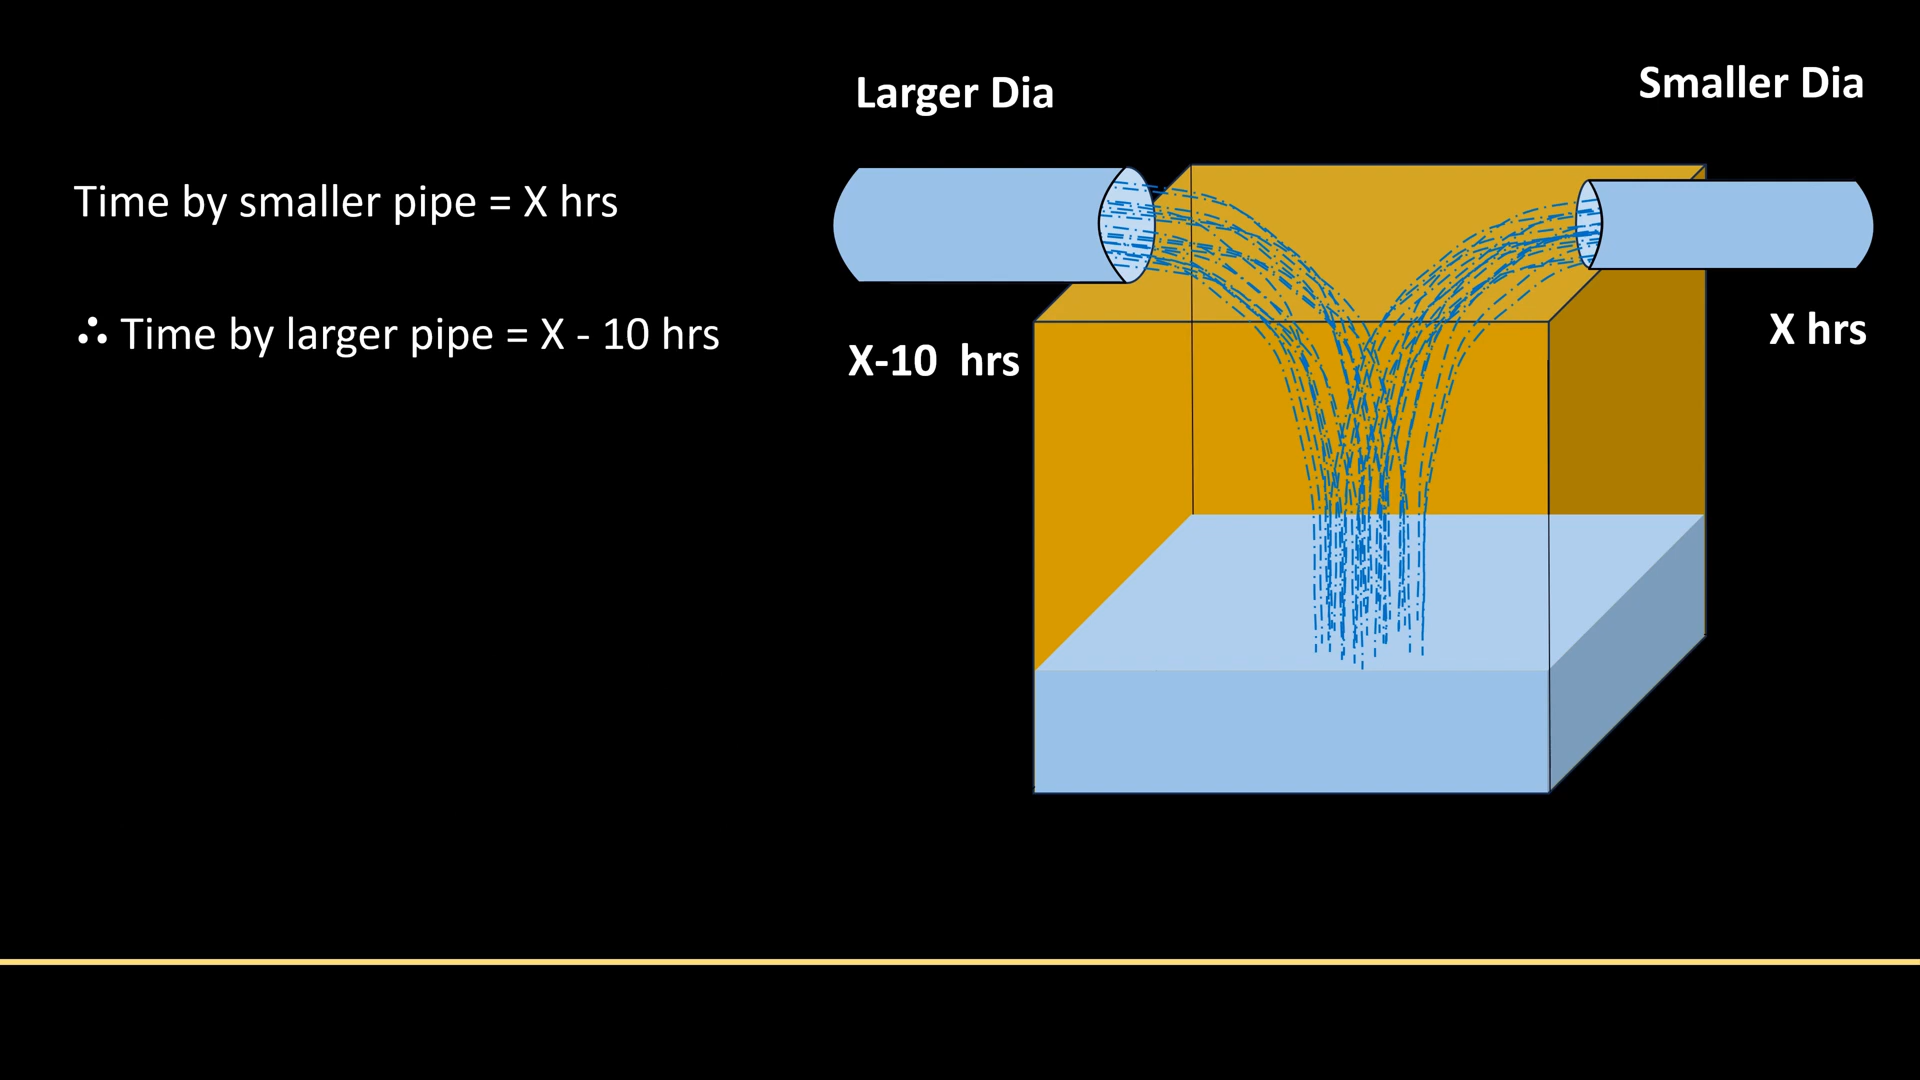 Larger Dia
Smaller Dia
Time by smaller pipe = X hrs
∴ Time by larger pipe = X - 10 hrs
X-10  hrs
X hrs